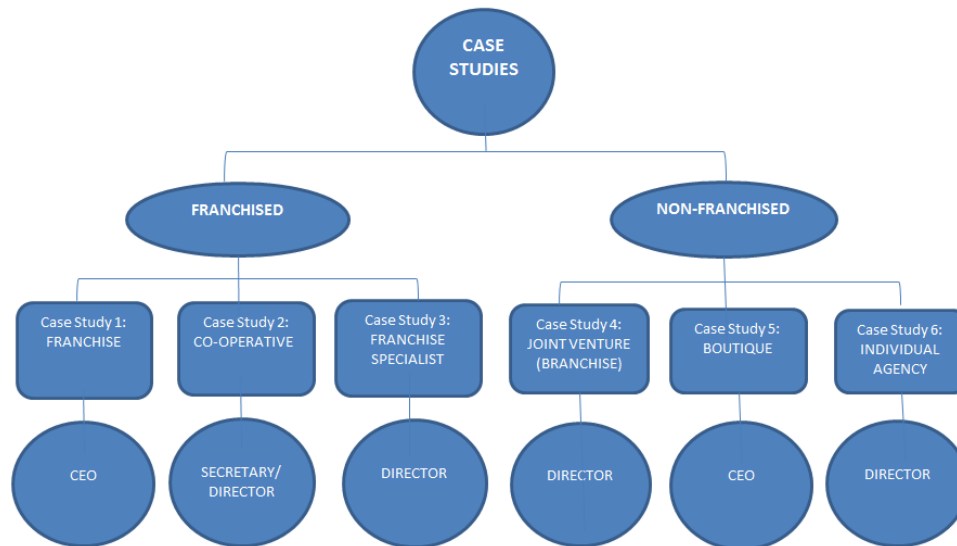 CASE
STUDIES
FRANCHISED
NON-FRANCHISED
Case Study 1:
FRANCHISE
Case Study 2:
CO-OPERATIVE
Case Study 3:
FRANCHISE
SPECIALIST
Case Study 4:
JOINT VENTURE
(BRANCHISE)
Case Study 5:
BOUTIQUE
Case Study 6:
INDIVIDUAL
AGENCY
CEO
SECRETARY/
DIRECTOR
DIRECTOR
DIRECTOR
CEO
DIRECTOR